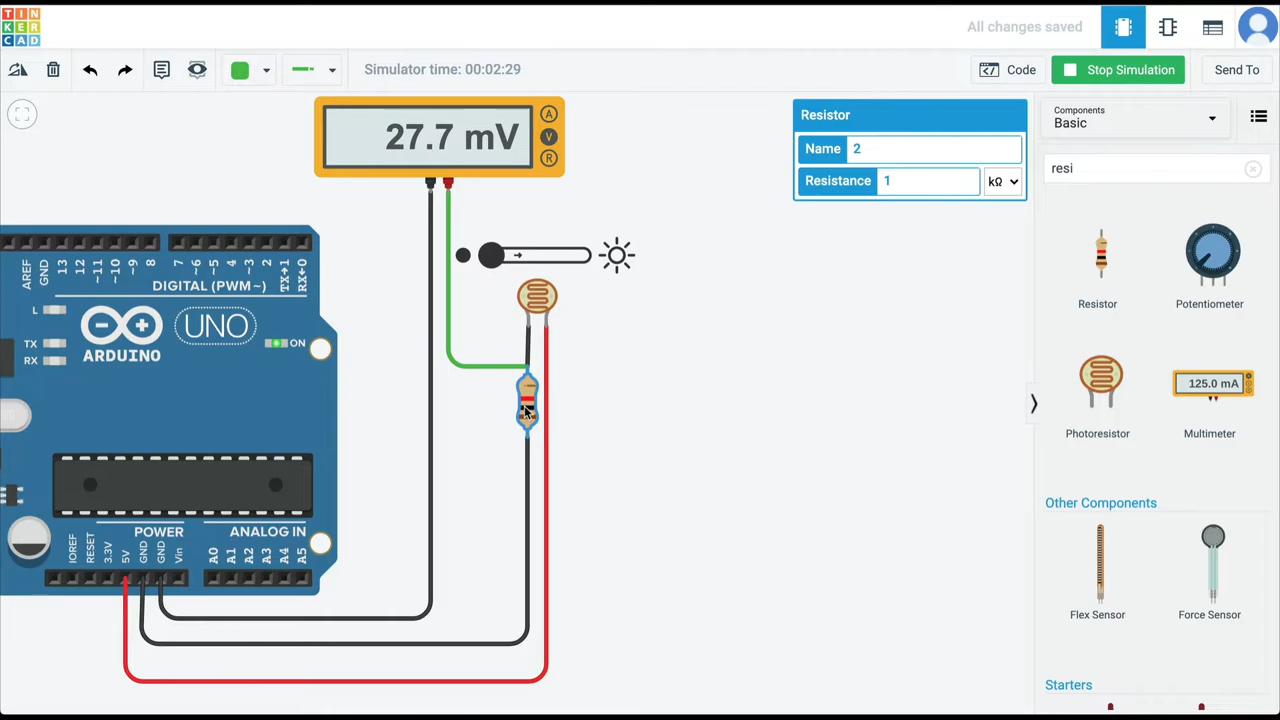 TIN
KER
CAD
All changes saved
Simulator time: 00:02:29
Code
Stop Simulation
Send To
27.7 mV
A
V
R
Resistor
Name 2
Resistance 1 kΩ
Components
Basic
resi
Resistor
Potentiometer
125.0 mA
Photoresistor
Multimeter
Other Components
Flex Sensor
Force Sensor
Starters
AREF
GND
13
12
~11
~10
~9
8
7
~6
~5
4
~3
2
TX→1
RX←0
DIGITAL (PWM~)
L
TX
RX
ARDUINO
UNO
ON
POWER
ANALOG IN
IOREF
RESET
3.3V
5V
GND
GND
Vin
A0
A1
A2
A3
A4
A5